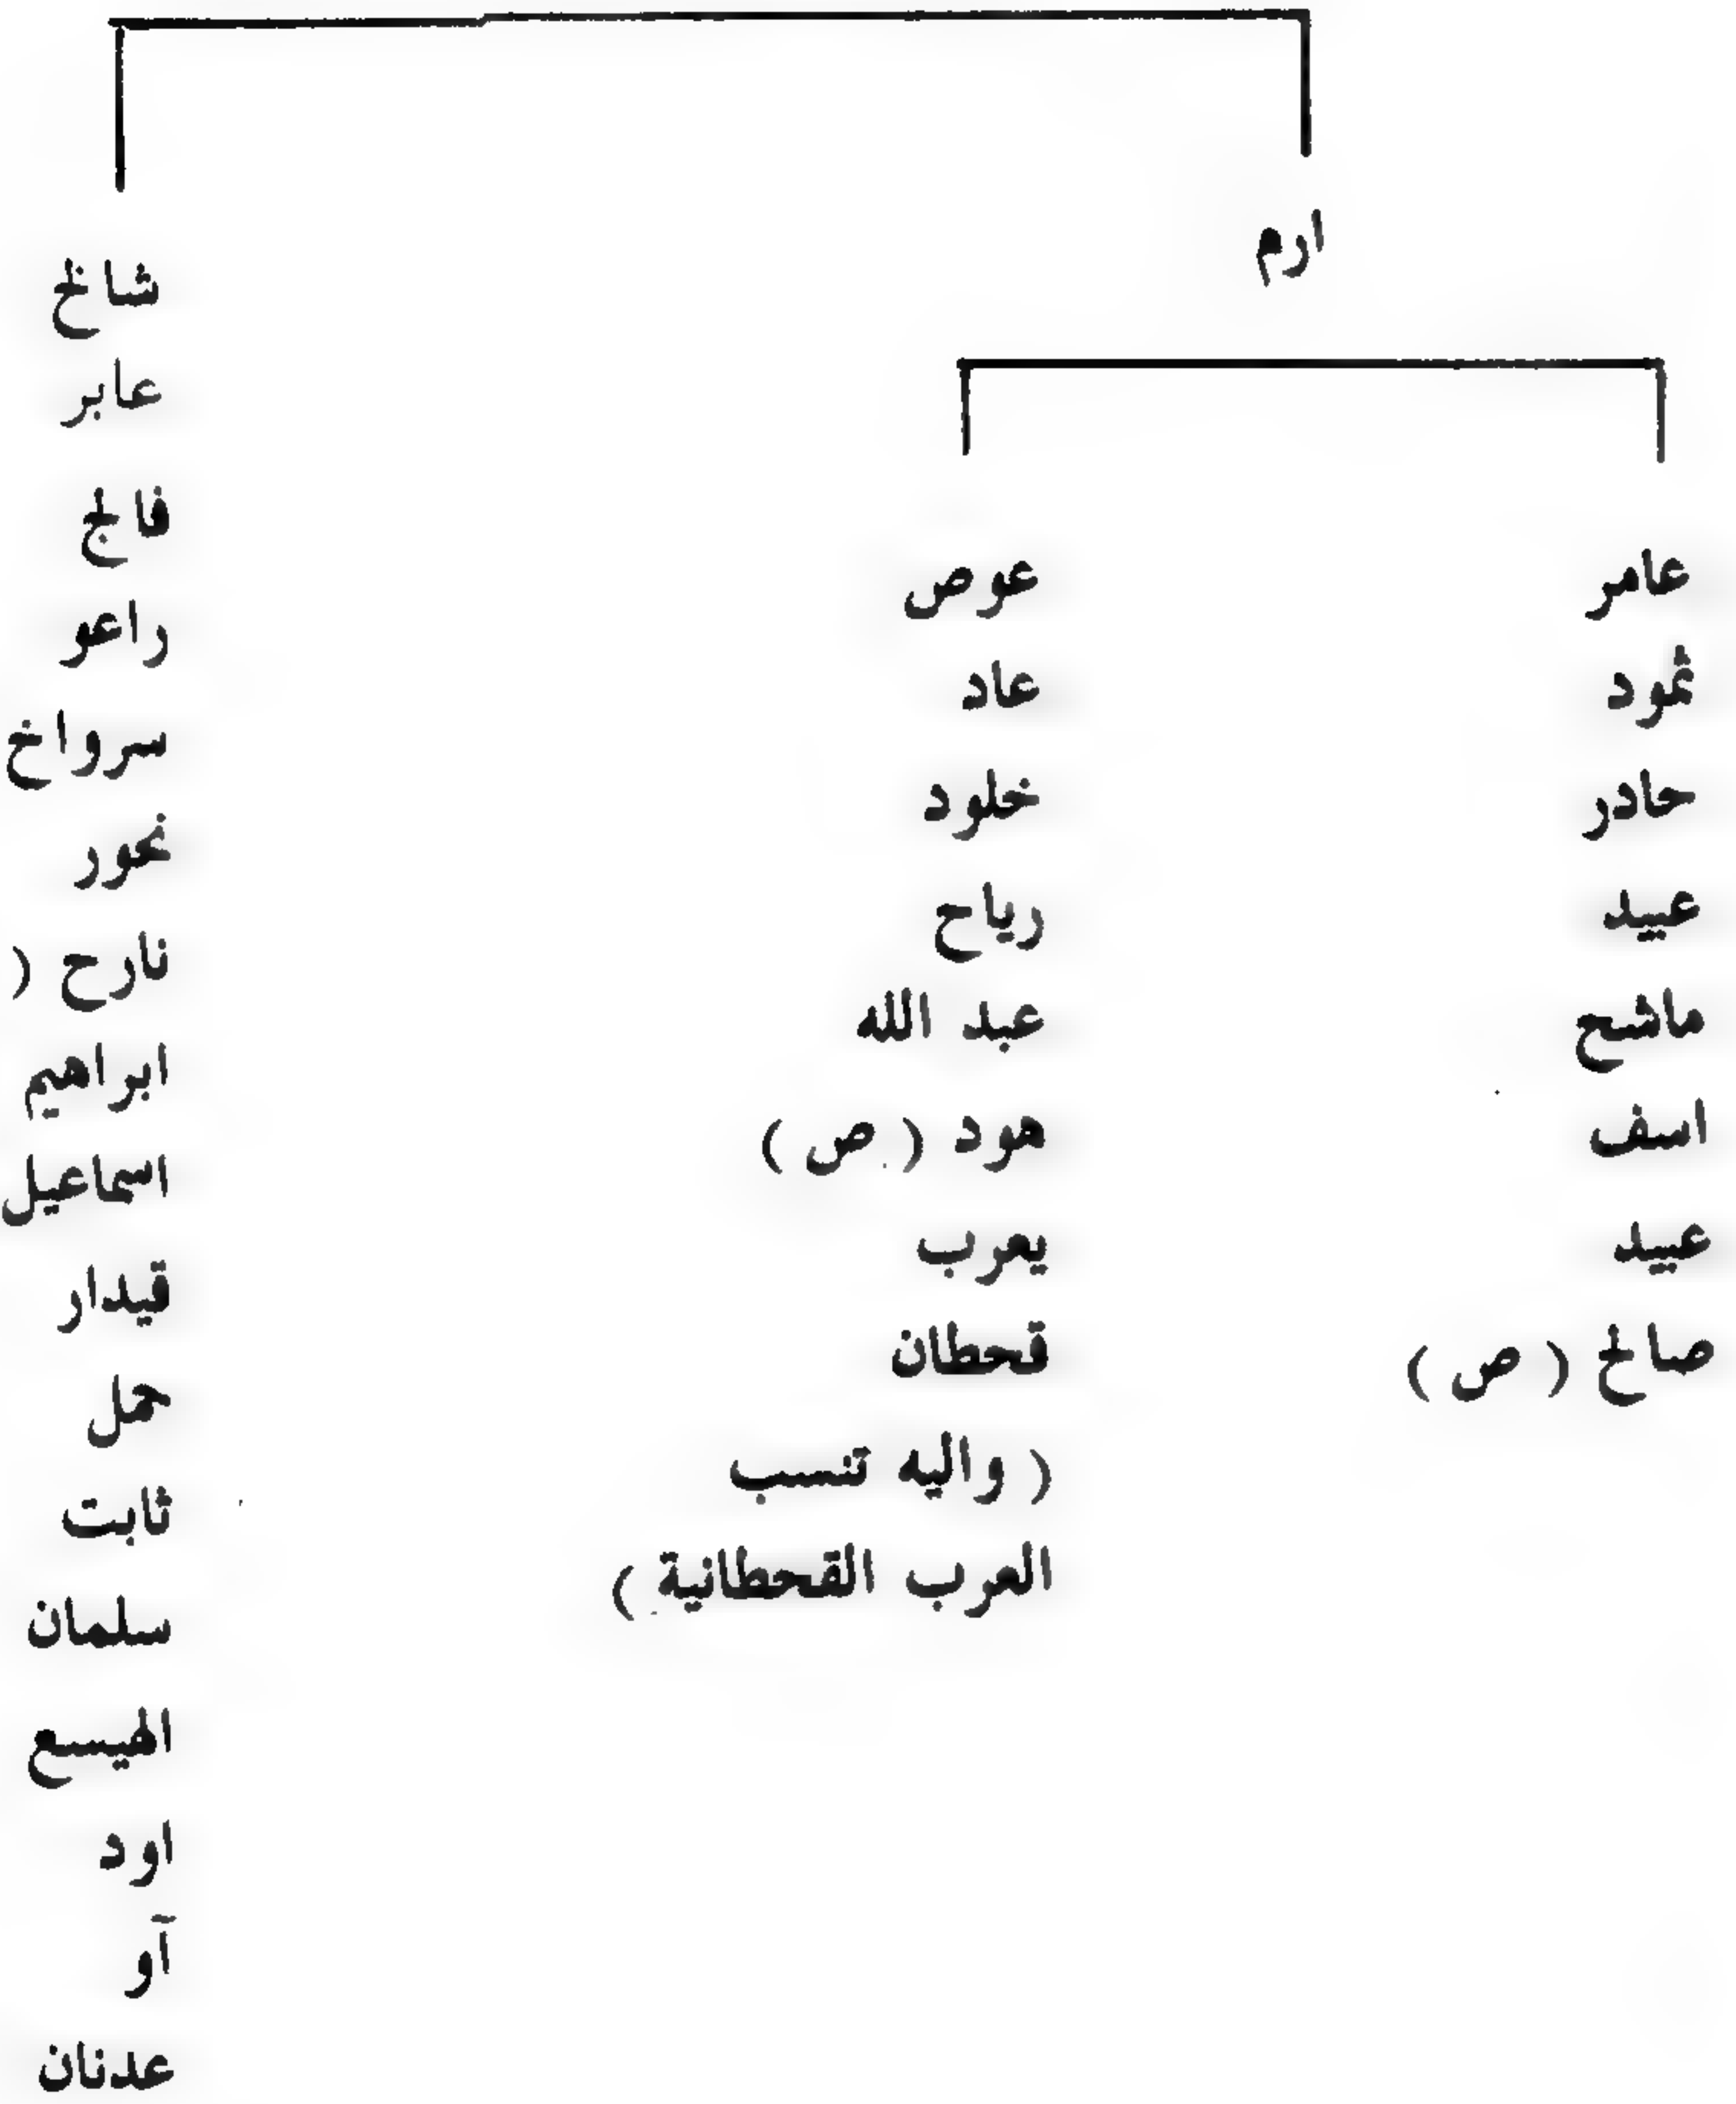 ارم
عامر
ثمود
حادر
عبيد
ماشح
اسف
عبيد
صالح ( ص )
عوص
عاد
خلود
رياح
عبد الله
هود ( ص )
يعرب
قحطان
( واليه تنسب
العرب القحطانية )
شالخ
عابر
فالج
راعو
سرواخ
نحور
نارح (
ابراهيم
اسماعيل
قيدار
حمل
ثابت
سلمان
الهيسع
اود
آو
عدنان